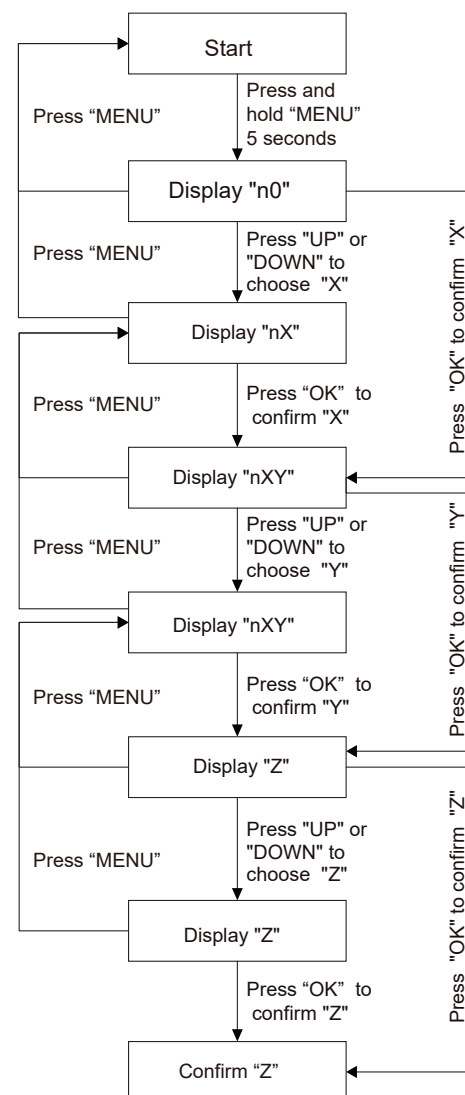 Start
Press and
hold “MENU”
5 seconds
Press “MENU”
Display "n0"
Press "UP" or
"DOWN" to
choose "X"
Press “MENU”
Press "OK" to confirm "X"
Display "nX"
Press “OK” to
confirm "X"
Press “MENU”
Display "nXY"
Press "UP" or
"DOWN" to
choose "Y"
Press “MENU”
Press "OK" to confirm "Y"
Display "nXY"
Press “OK” to
confirm "Y"
Press “MENU”
Display "Z"
Press "UP" or
"DOWN" to
choose "Z"
Press “MENU”
Press "OK" to confirm "Z"
Display "Z"
Press “OK” to
confirm "Z"
Confirm “Z”